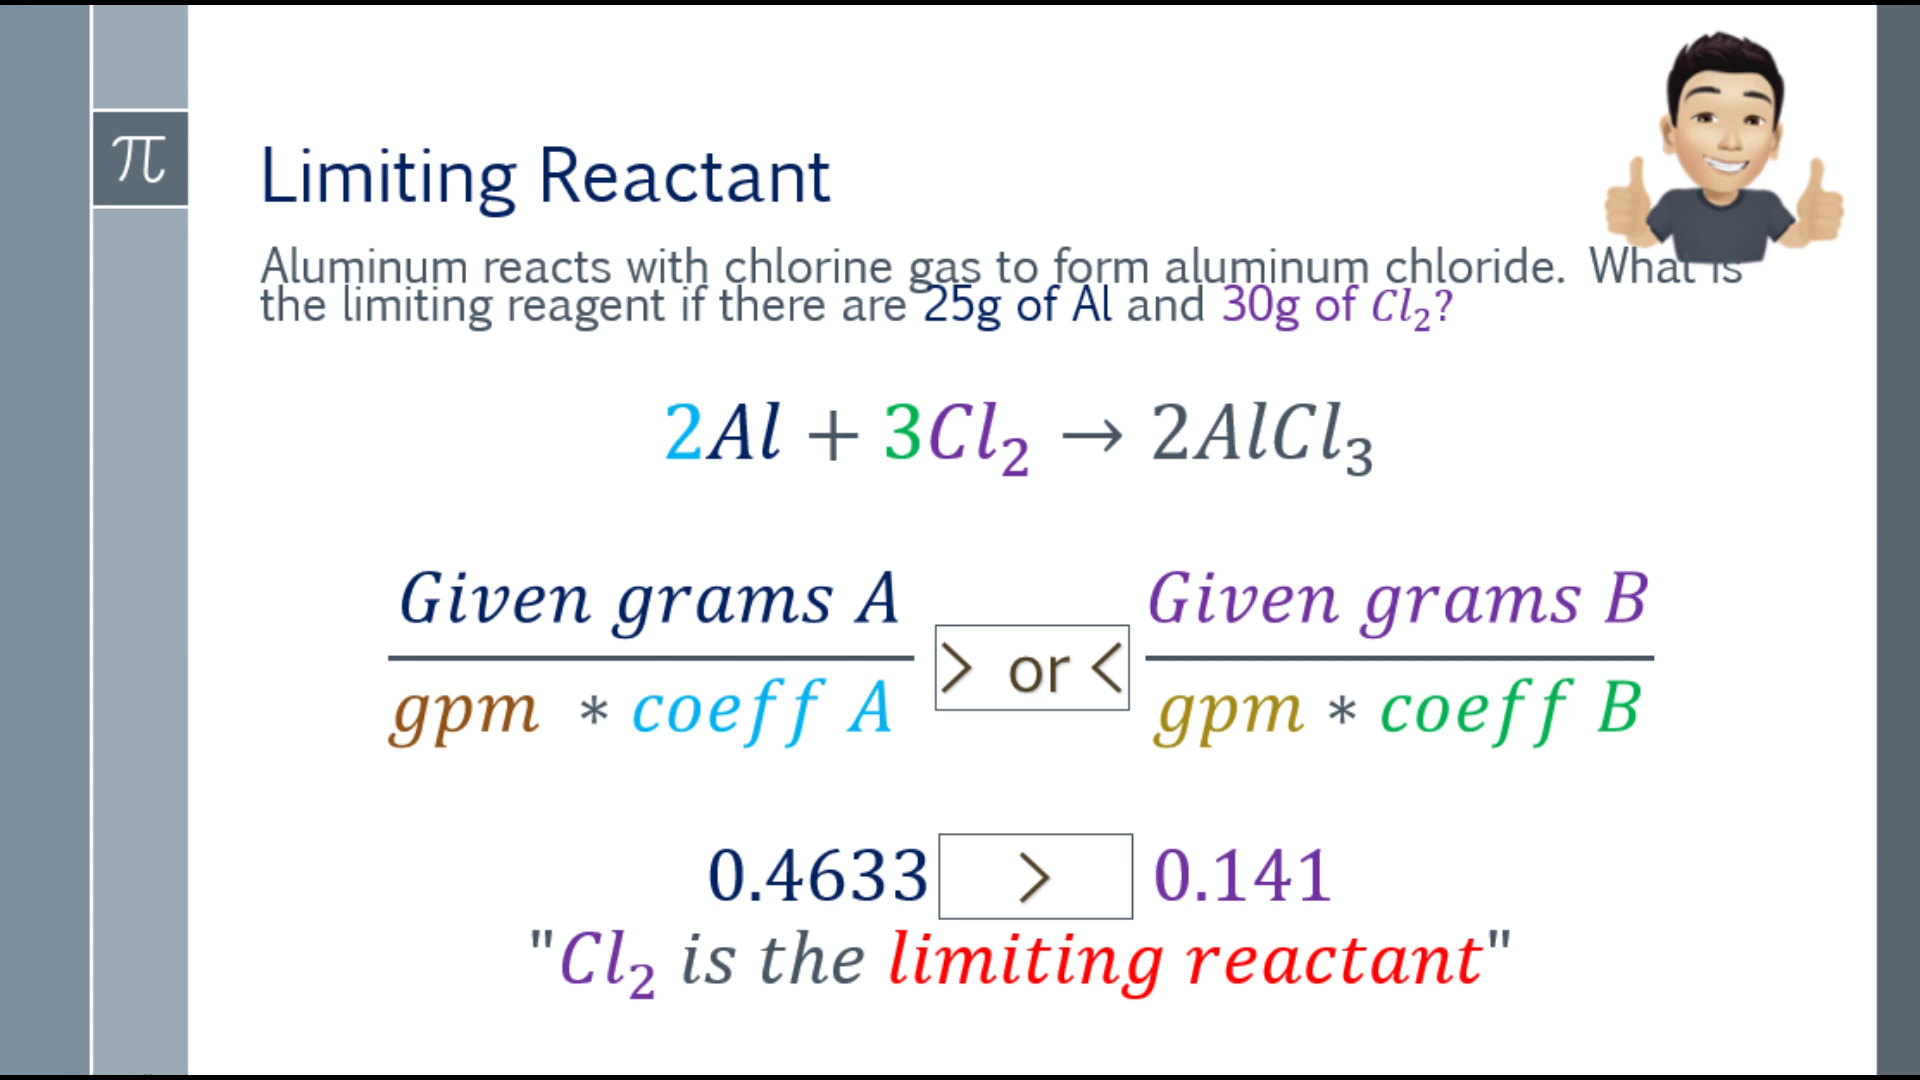 π
Limiting Reactant
Aluminum reacts with chlorine gas to form aluminum chloride. What is
the limiting reagent if there are 25g of Al and 30g of Cl₂?
2Al + 3Cl₂ → 2AlCl₃
Given grams A
gpm * coeff A
> or <
Given grams B
gpm * coeff B
0.4633 > 0.141
"Cl₂ is the limiting reactant"